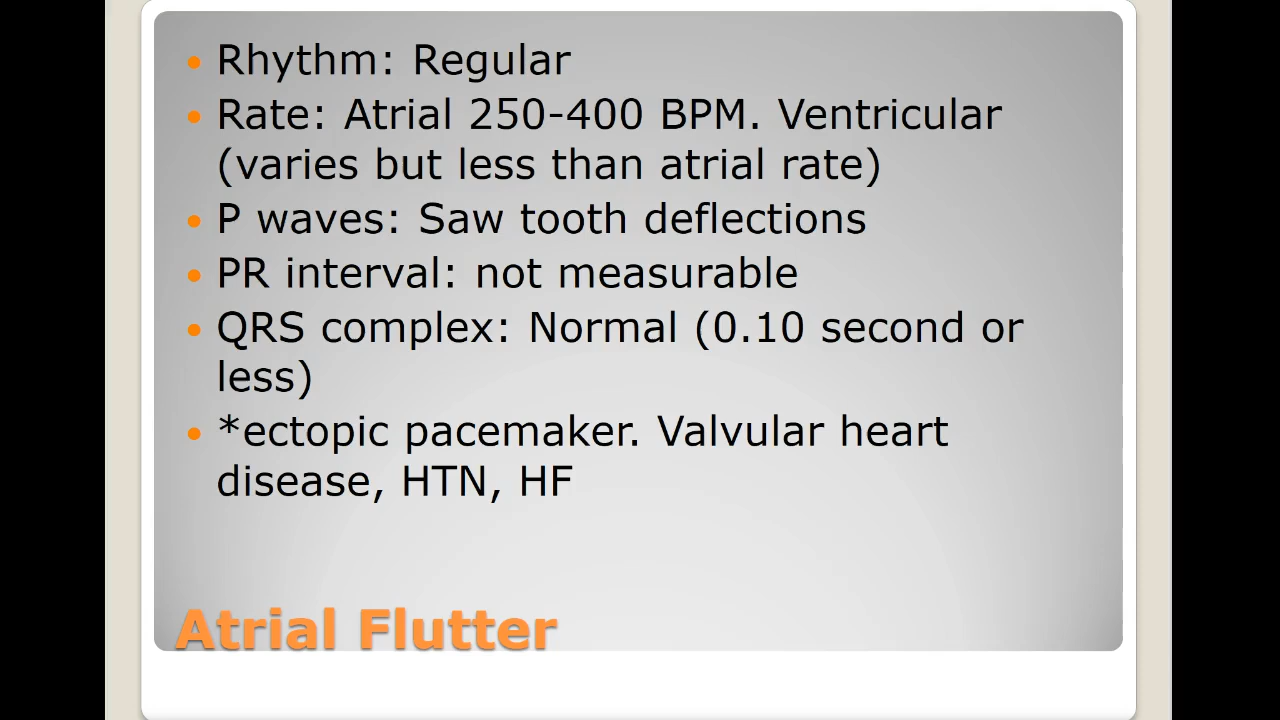 Rhythm: Regular
Rate: Atrial 250-400 BPM. Ventricular
(varies but less than atrial rate)
P waves: Saw tooth deflections
PR interval: not measurable
QRS complex: Normal (0.10 second or
less)
*ectopic pacemaker. Valvular heart
disease, HTN, HF
Atrial Flutter